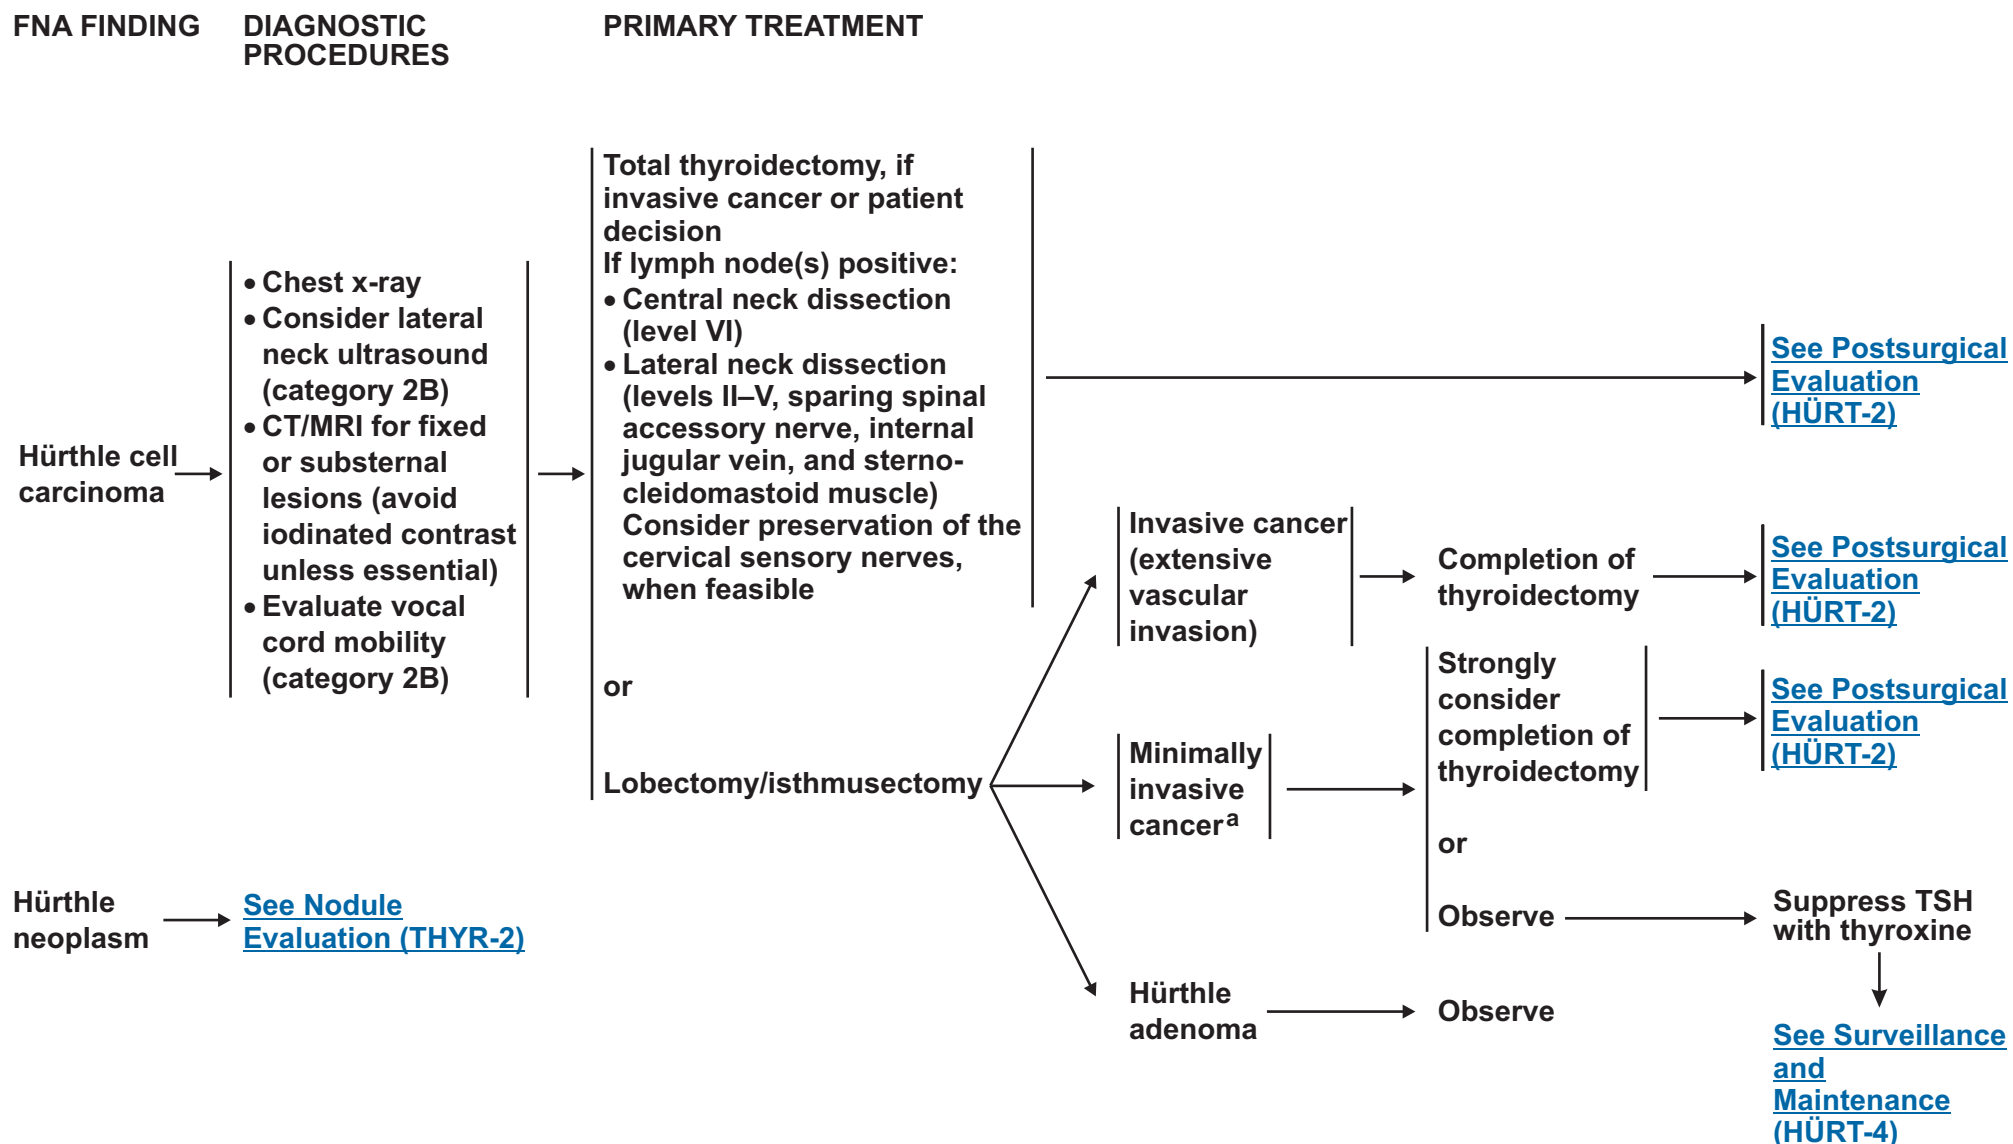 FNA FINDING
DIAGNOSTIC
PROCEDURES
PRIMARY TREATMENT
Hürthle cell
carcinoma
• Chest x-ray
• Consider lateral
neck ultrasound
(category 2B)
• CT/MRI for fixed
or substernal
lesions (avoid
iodinated contrast
unless essential)
• Evaluate vocal
cord mobility
(category 2B)
Total thyroidectomy, if
invasive cancer or patient
decision
If lymph node(s) positive:
• Central neck dissection
(level VI)
• Lateral neck dissection
(levels II–V, sparing spinal
accessory nerve, internal
jugular vein, and sterno-
cleidomastoid muscle)
Consider preservation of the
cervical sensory nerves,
when feasible
or
Lobectomy/isthmusectomy
See Postsurgical
Evaluation
(HÜRT-2)
Invasive cancer
(extensive
vascular
invasion)
Completion of
thyroidectomy
See Postsurgical
Evaluation
(HÜRT-2)
Minimally
invasive
cancera
Strongly
consider
completion of
thyroidectomy
See Postsurgical
Evaluation
(HÜRT-2)
or
Observe
Suppress TSH
with thyroxine
See Surveillance
and
Maintenance
(HÜRT-4)
Hürthle
adenoma
Observe
Hürthle
neoplasm
See Nodule
Evaluation (THYR-2)